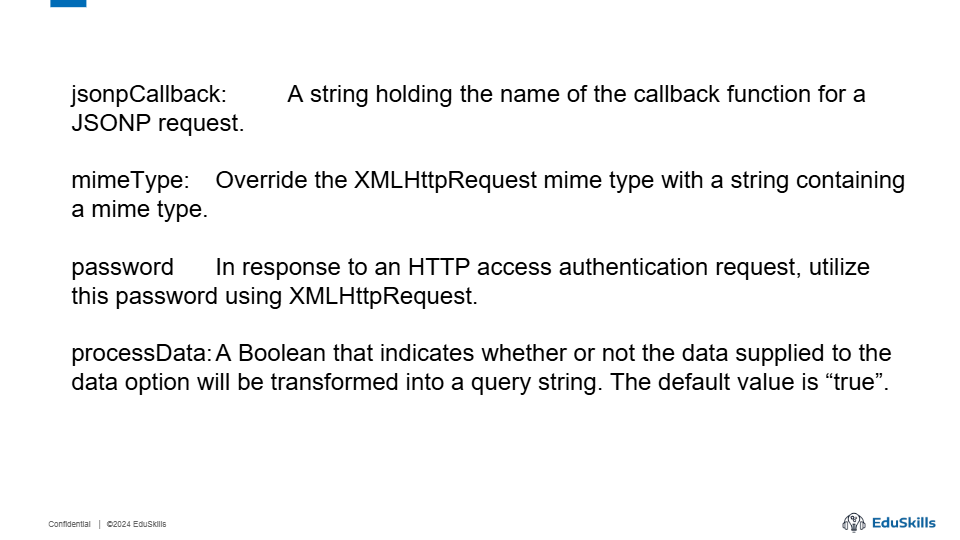 jsonpCallback: A string holding the name of the callback function for a
JSONP request.
mimeType: Override the XMLHttpRequest mime type with a string containing
a mime type.
password In response to an HTTP access authentication request, utilize
this password using XMLHttpRequest.
processData: A Boolean that indicates whether or not the data supplied to the
data option will be transformed into a query string. The default value is “true”.
Confidential | ©2024 EduSkills
EduSkills